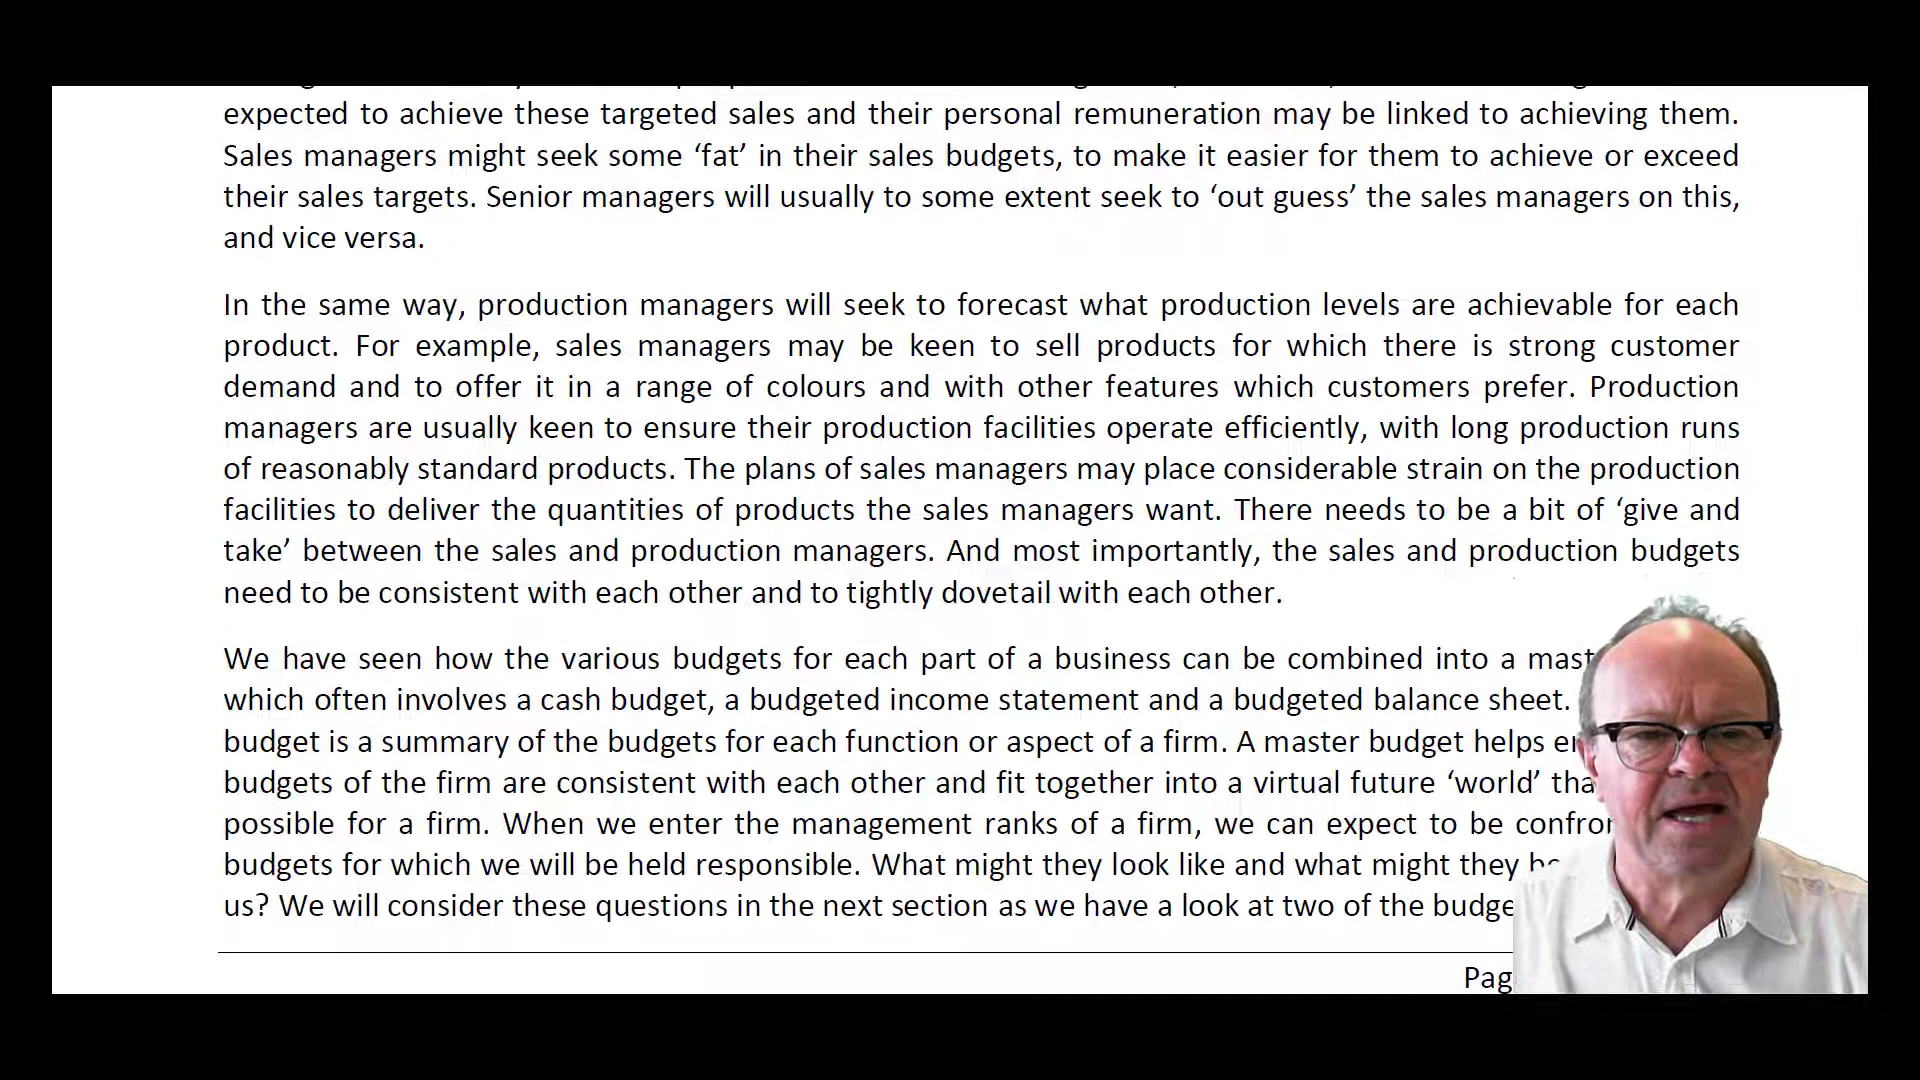 expected to achieve these targeted sales and their personal remuneration may be linked to achieving them.
Sales managers might seek some ‘fat’ in their sales budgets, to make it easier for them to achieve or exceed
their sales targets. Senior managers will usually to some extent seek to ‘out guess’ the sales managers on this,
and vice versa.
In the same way, production managers will seek to forecast what production levels are achievable for each
product. For example, sales managers may be keen to sell products for which there is strong customer
demand and to offer it in a range of colours and with other features which customers prefer. Production
managers are usually keen to ensure their production facilities operate efficiently, with long production runs
of reasonably standard products. The plans of sales managers may place considerable strain on the production
facilities to deliver the quantities of products the sales managers want. There needs to be a bit of ‘give and
take’ between the sales and production managers. And most importantly, the sales and production budgets
need to be consistent with each other and to tightly dovetail with each other.
We have seen how the various budgets for each part of a business can be combined into a
which often involves a cash budget, a budgeted income statement and a budgeted balance sheet.
budget is a summary of the budgets for each function or aspect of a firm. A master budget helps
budgets of the firm are consistent with each other and fit together into a virtual future ‘world’
possible for a firm. When we enter the management ranks of a firm, we can expect to be
budgets for which we will be held responsible. What might they look like and what might they
us? We will consider these questions in the next section as we have a look at two of the